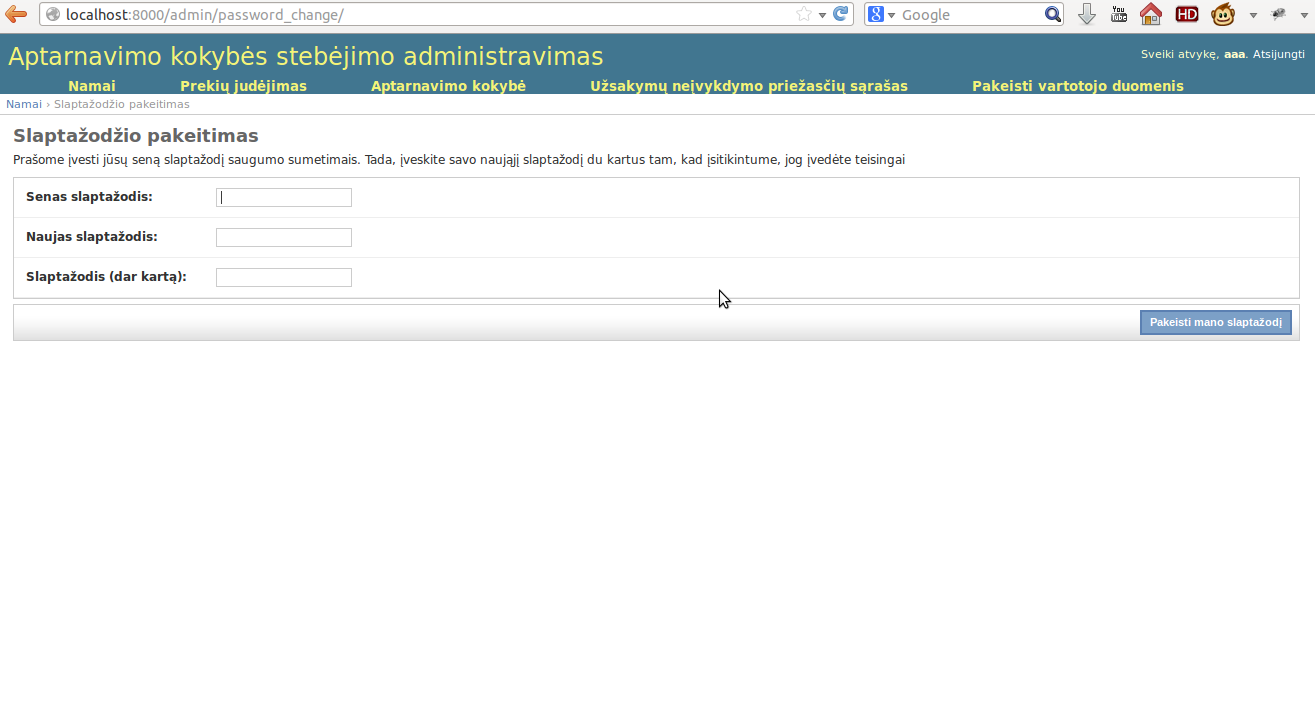 localhost:8000/admin/password_change/
8 Google
You Tube
HD
Aptarnavimo kokybės stebėjimo administravimas
Sveiki atvykę, aaa. Atsijungti
Namai Prekių judėjimas Aptarnavimo kokybė Užsakymų neįvykdymo priežasčių sąrašas Pakeisti vartotojo duomenis
Namai › Slaptažodžio pakeitimas
Slaptažodžio pakeitimas
Prašome įvesti jūsų seną slaptažodį saugumo sumetimais. Tada, įveskite savo naująjį slaptažodį du kartus tam, kad įsitikintume, jog įvedėte teisingai
Senas slaptažodis:
Naujas slaptažodis:
Slaptažodis (dar kartą):
Pakeisti mano slaptažodį